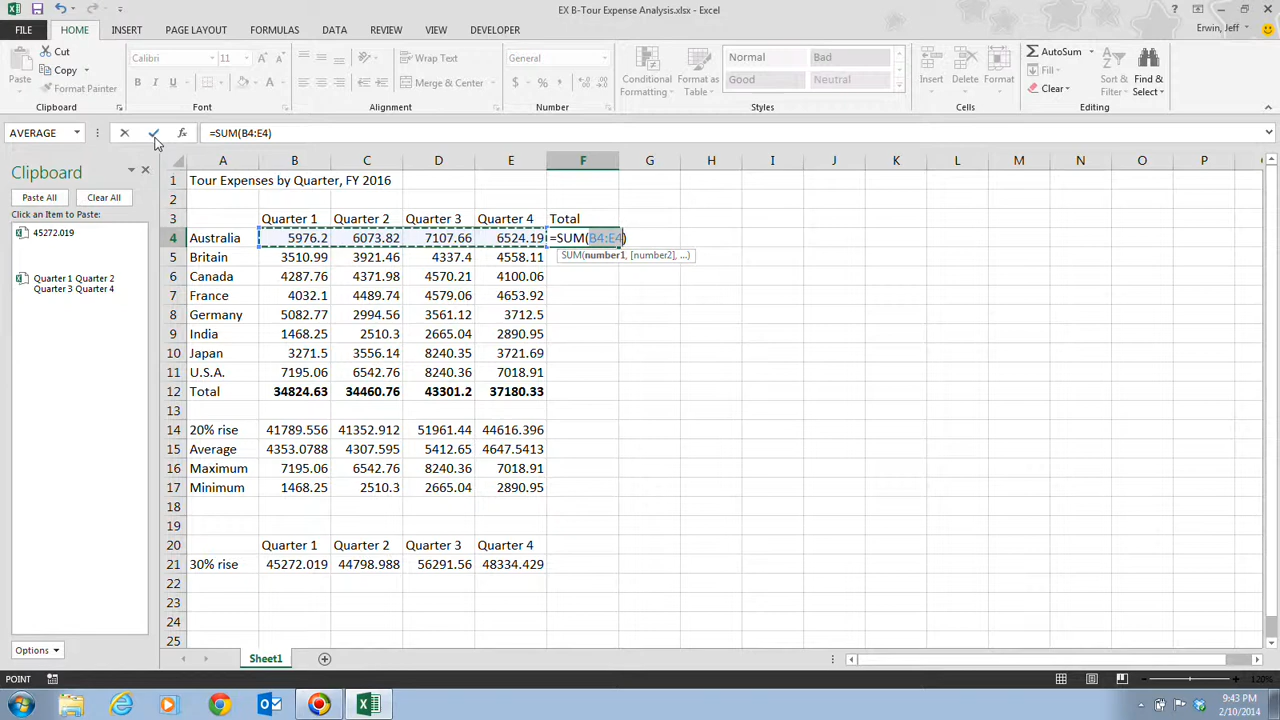 EX B-Tour Expense Analysis.xlsx - Excel
FILE HOME INSERT PAGE LAYOUT FORMULAS DATA REVIEW VIEW DEVELOPER Erwin, Jeff
Paste
Cut
Copy
Format Painter
Calibri 11
B I U
Wrap Text
Merge & Center
General
$ % ,
Conditional Formatting
Format as Table
Normal Bad
Good Neutral
Insert Delete Format
AutoSum
Fill
Clear
Sort & Filter
Find & Select
Clipboard Font Alignment Number Styles Cells Editing
AVERAGE fx =SUM(B4:E4)
Clipboard
Paste All Clear All
Click an Item to Paste:
45272.019
Quarter 1 Quarter 2
Quarter 3 Quarter 4
Options
A B C D E F G H I J K L M N O P
1 Tour Expenses by Quarter, FY 2016
2
3 Quarter 1 Quarter 2 Quarter 3 Quarter 4 Total
4 Australia 5976.2 6073.82 7107.66 6524.19 =SUM(B4:E4)
SUM(number1, [number2], ...)
5 Britain 3510.99 3921.46 4337.4 4558.11
6 Canada 4287.76 4371.98 4570.21 4100.06
7 France 4032.1 4489.74 4579.06 4653.92
8 Germany 5082.77 2994.56 3561.12 3712.5
9 India 1468.25 2510.3 2665.04 2890.95
10 Japan 3271.5 3556.14 8240.35 3721.69
11 U.S.A. 7195.06 6542.76 8240.36 7018.91
12 Total 34824.63 34460.76 43301.2 37180.33
13
14 20% rise 41789.556 41352.912 51961.44 44616.396
15 Average 4353.0788 4307.595 5412.65 4647.5413
16 Maximum 7195.06 6542.76 8240.36 7018.91
17 Minimum 1468.25 2510.3 2665.04 2890.95
18
19
20 Quarter 1 Quarter 2 Quarter 3 Quarter 4
21 30% rise 45272.019 44798.988 56291.56 48334.429
22
23
24
25
Sheet1
POINT 120%
9:43 PM
2/10/2014